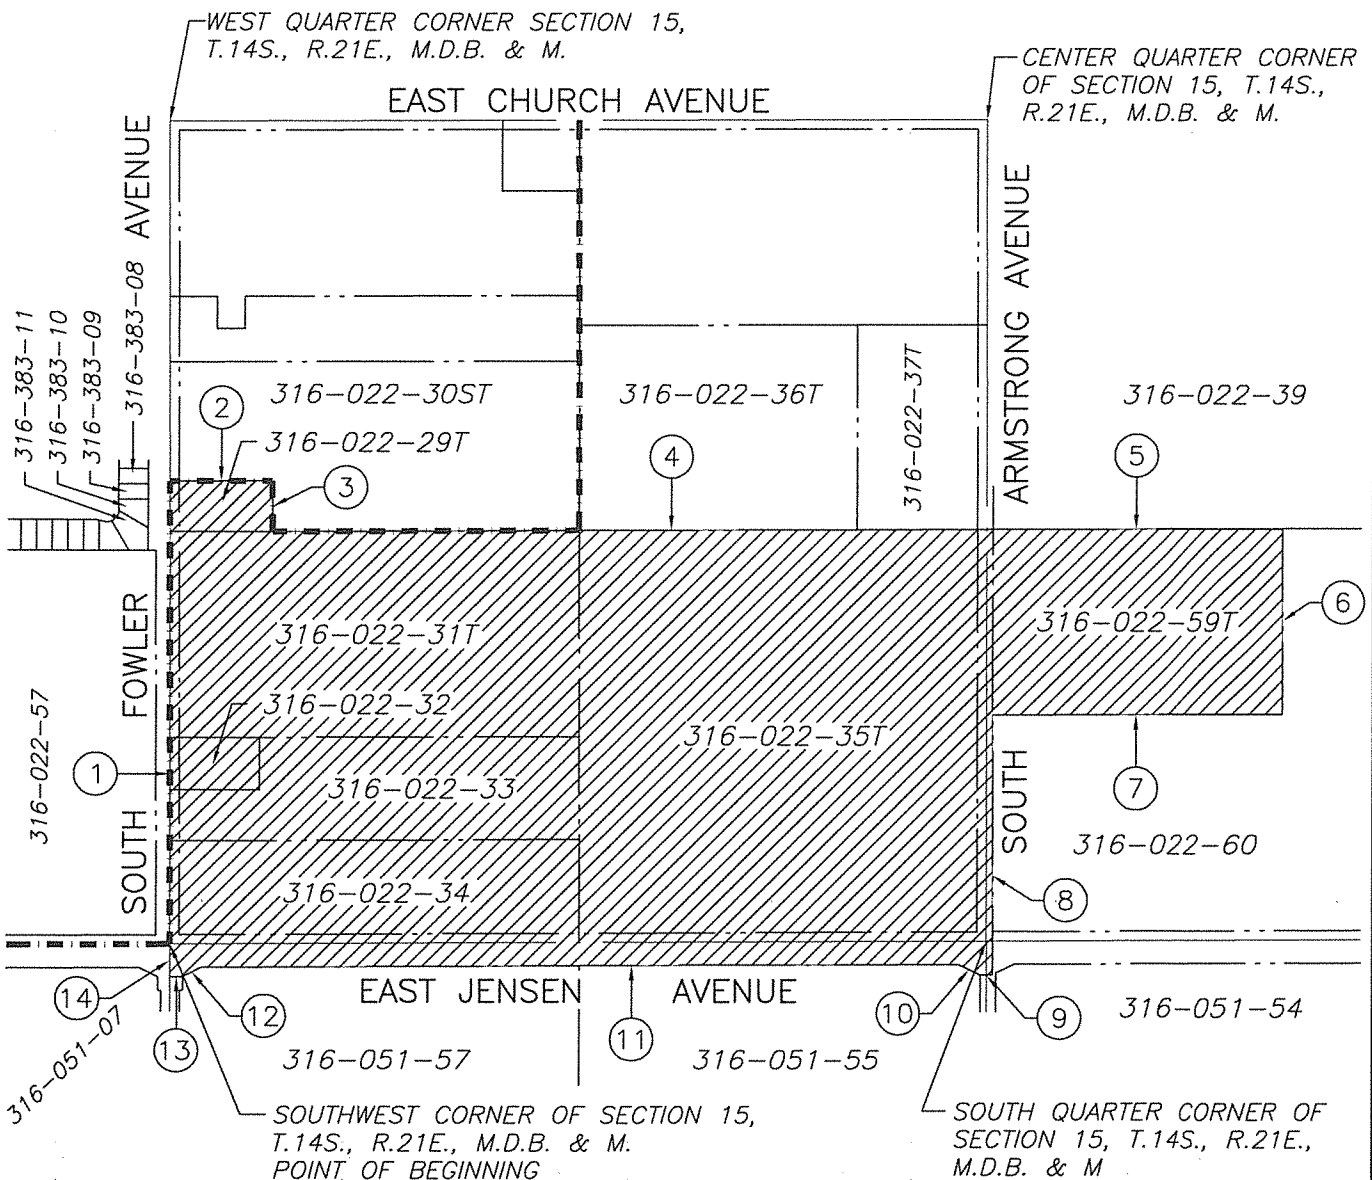 WEST QUARTER CORNER SECTION 15,
T.14S., R.21E., M.D.B. & M.
CENTER QUARTER CORNER
OF SECTION 15, T.14S.,
R.21E., M.D.B. & M.
EAST CHURCH AVENUE
SOUTH FOWLER AVENUE
SOUTH ARMSTRONG AVENUE
316-383-11
316-383-10
316-383-09
316-383-08
316-022-30ST
316-022-36T
316-022-37T
316-022-39
2
316-022-29T
3
4
5
6
316-022-31T
316-022-59T
316-022-57
316-022-32
316-022-35T
1
316-022-33
7
316-022-60
316-022-34
8
14
13
12
EAST JENSEN AVENUE
11
10
9
316-051-07
316-051-57
316-051-55
316-051-54
SOUTHWEST CORNER OF SECTION 15,
T.14S., R.21E., M.D.B. & M.
POINT OF BEGINNING
SOUTH QUARTER CORNER OF
SECTION 15, T.14S., R.21E.,
M.D.B. & M